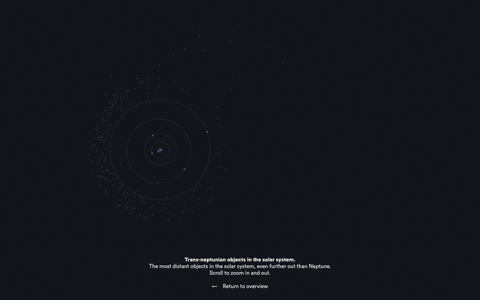 Trans-neptunian objects in the solar system.
The most distant objects in the solar system, even further out than Neptune.
Scroll to zoom in and out.
← Return to overview